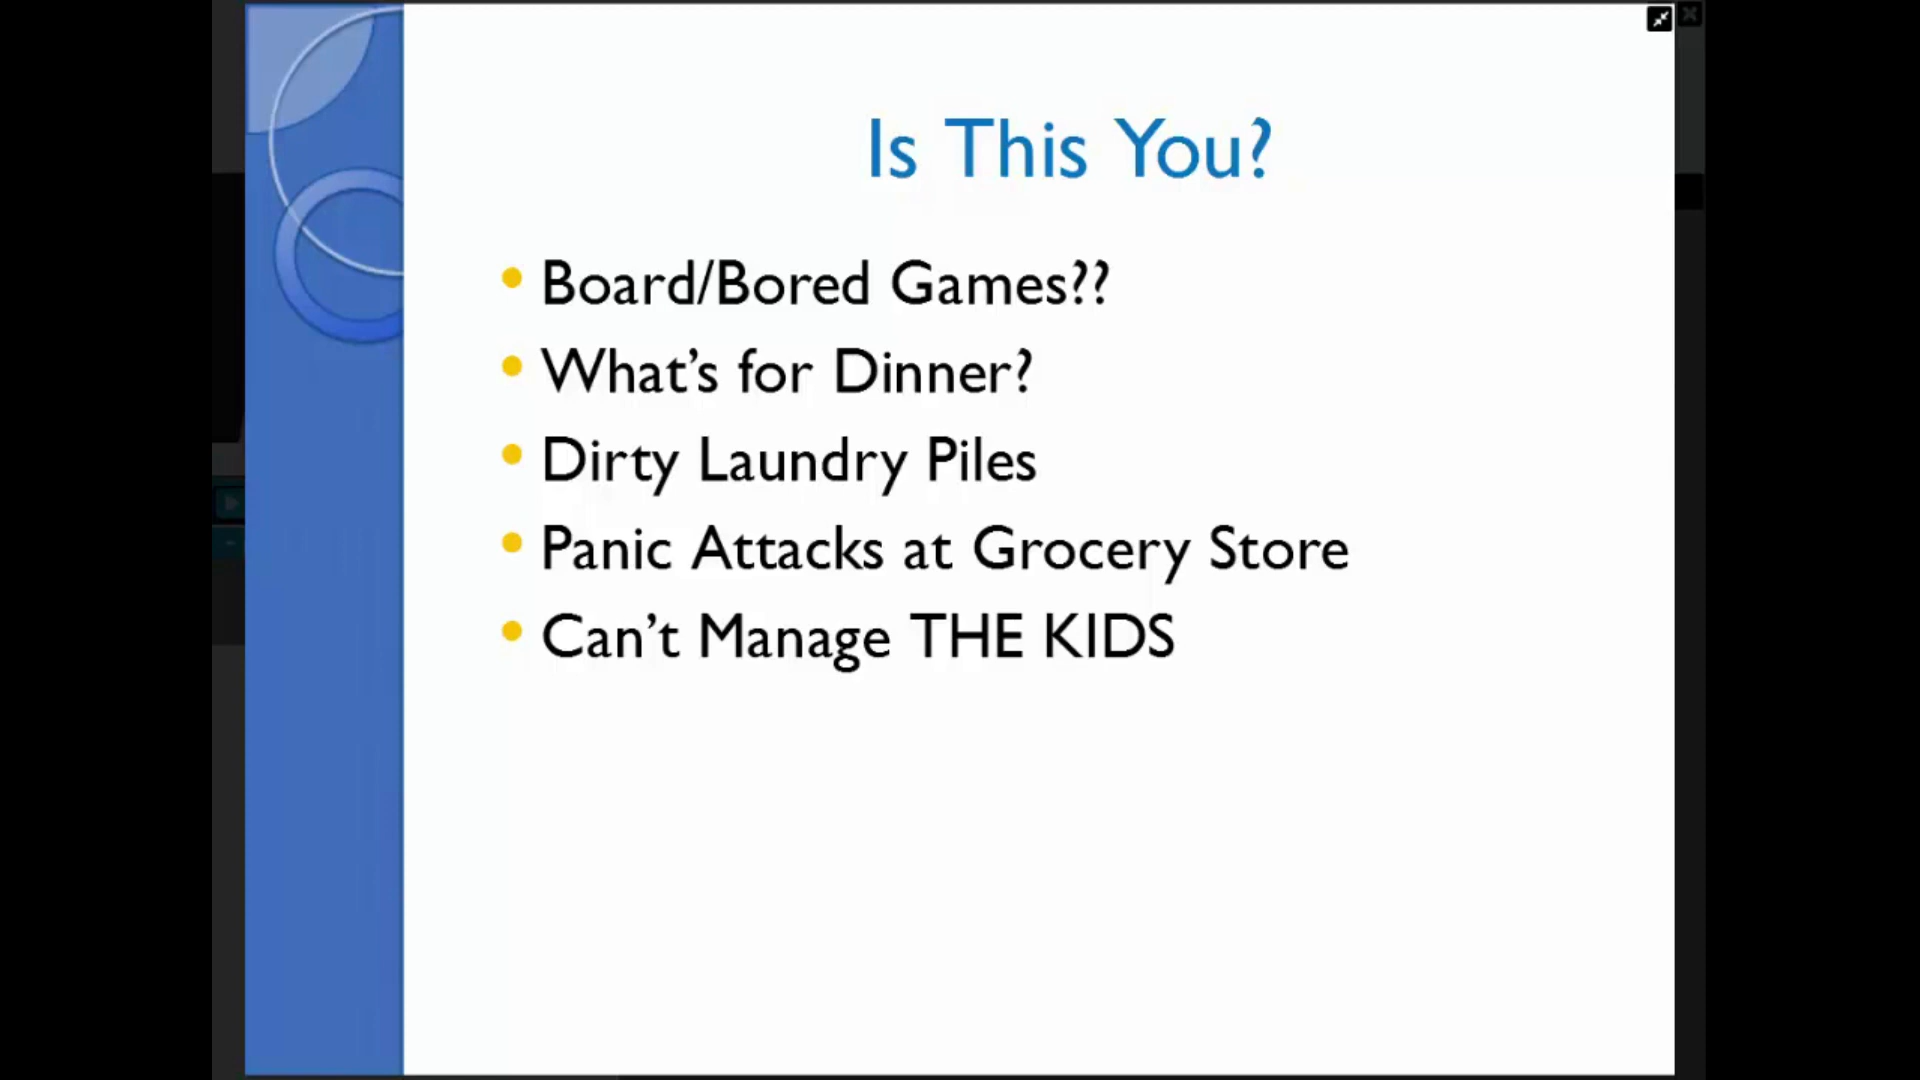 Is This You?
Board/Bored Games??
What’s for Dinner?
Dirty Laundry Piles
Panic Attacks at Grocery Store
Can’t Manage THE KIDS